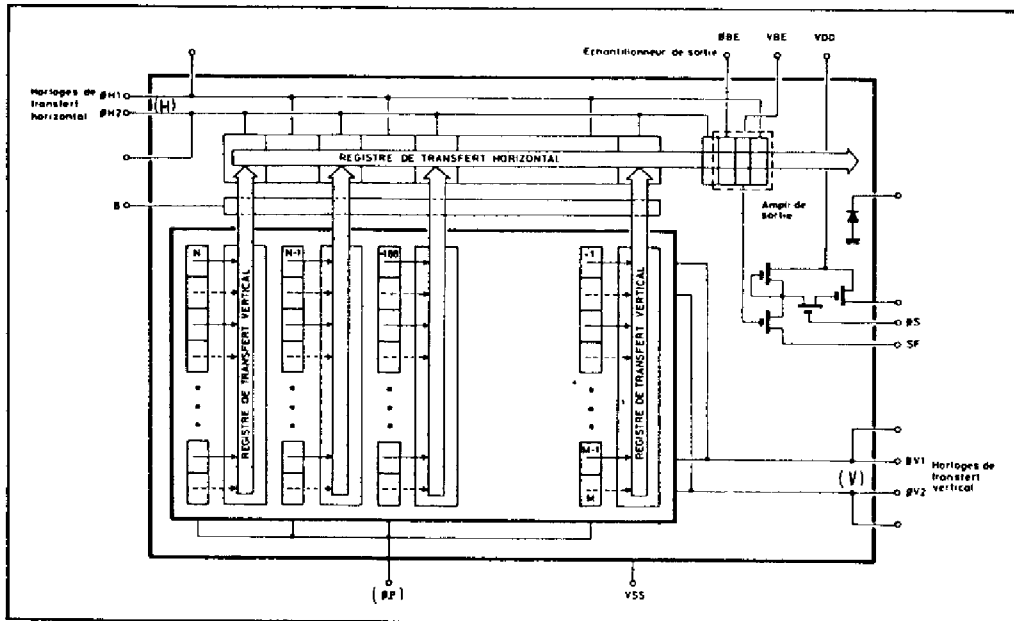 ØBE
VBE
VDD
Echantillonneur de sortie
Horloges de
transfert
horizontal
ØH1
(H)
ØH2
REGISTRE DE TRANSFERT HORIZONTAL
B
Ampli de
sortie
N
N-1
-188
-1
REGISTRE DE TRANSFERT VERTICAL
REGISTRE DE TRANSFERT VERTICAL
M-1
M
ØS
SF
ØV1
(V)
ØV2
Horloges de
transfert
vertical
(ØP)
VSS